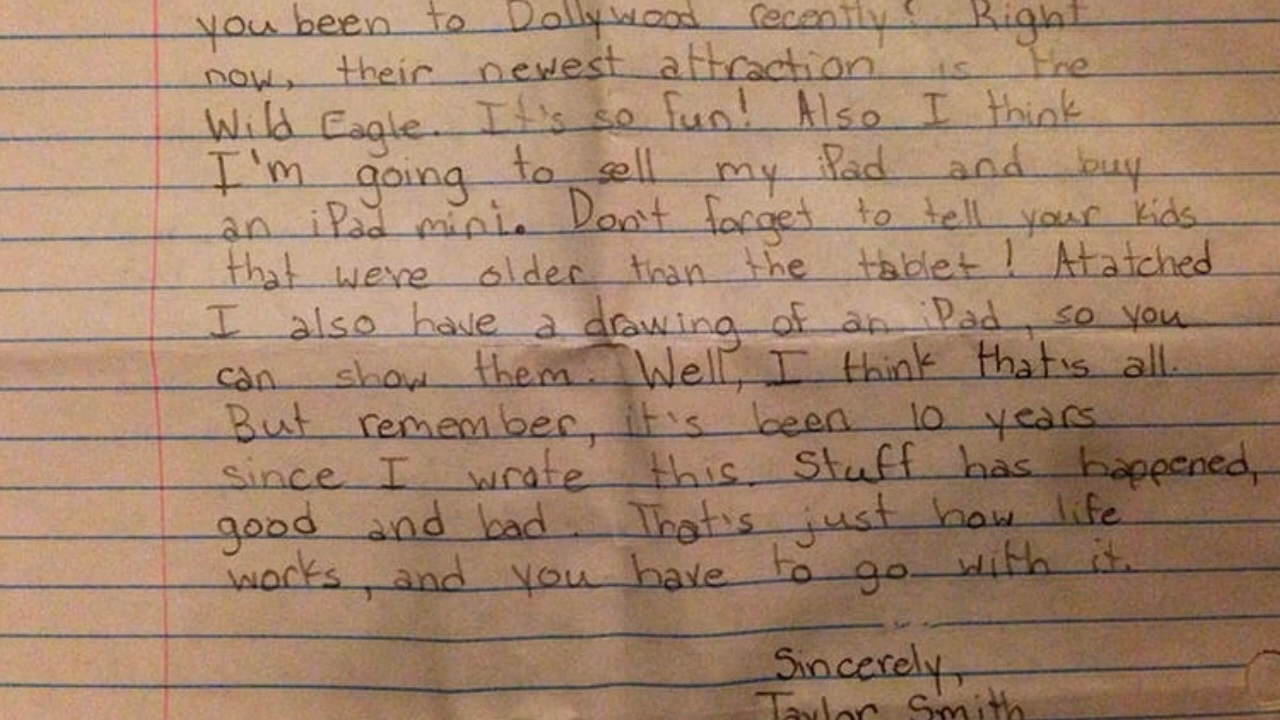 you been to Dollywood recently? Right
now, their newest attraction is the
Wild Eagle. It's so fun! Also I think
I'm going to sell my iPad and buy
an iPad mini. Don't forget to tell your kids
that we're older than the tablet! Atatched
I also have a drawing of an iPad, so you
can show them. Well, I think that's all.
But remember, it's been 10 years
since I wrote this. Stuff has happened,
good and bad. That's just how life
works, and you have to go with it.
Sincerely,
Taylor Smith